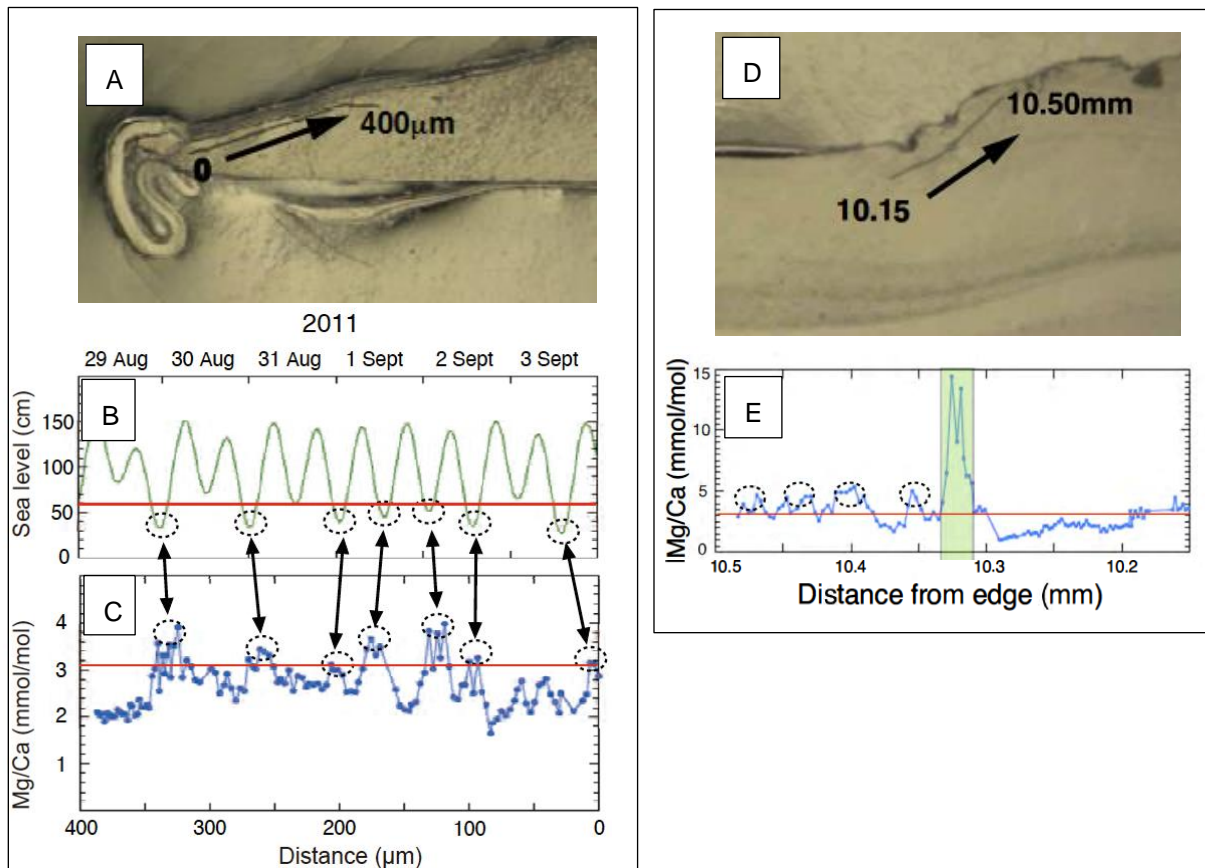 A
0
400µm
2011
29 Aug 30 Aug 31 Aug 1 Sept 2 Sept 3 Sept
B
Sea level (cm)
150
100
50
0
C
Mg/Ca (mmol/mol)
4
3
2
1
400 300 200 100 0
Distance (µm)
D
10.50mm
10.15
E
lMg/Ca (mmol/mol)
15
10
5
0
10.5 10.4 10.3 10.2
Distance from edge (mm)